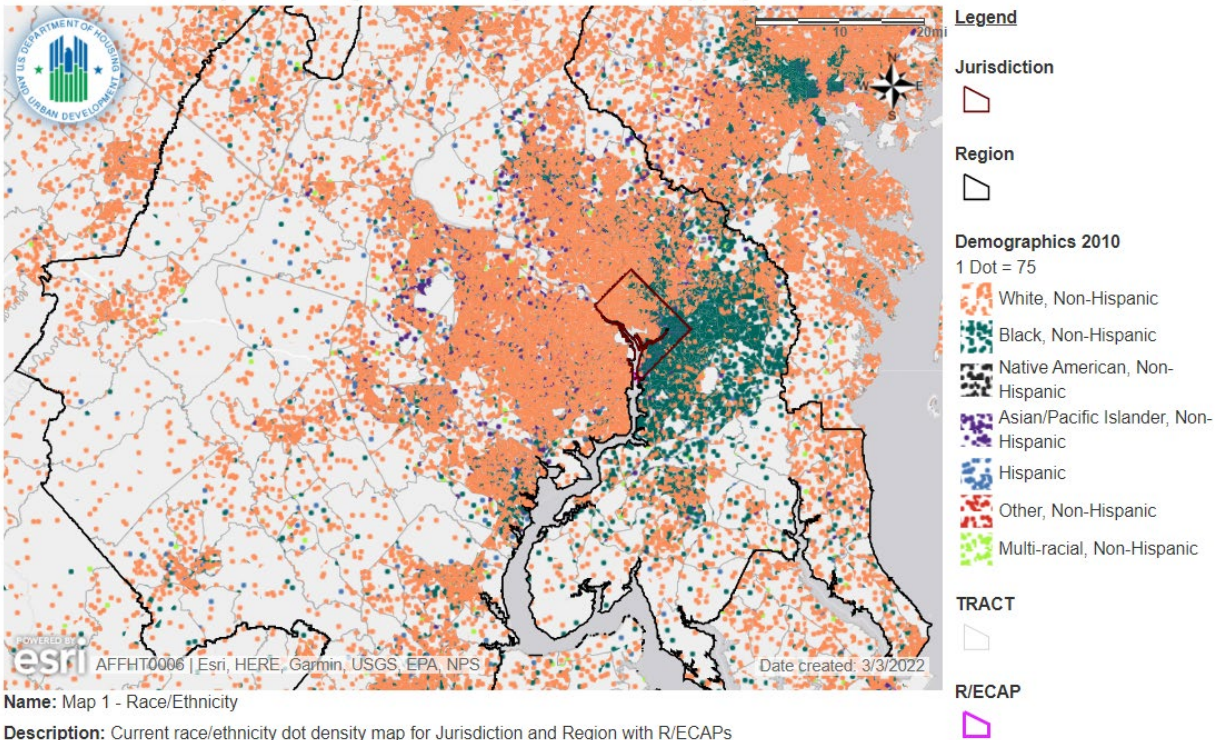 U.S. DEPARTMENT OF HOUSING
AND URBAN DEVELOPMENT
0 10 20mi
N
W E
S
POWERED BY
esri
AFFHT0006 | Esri, HERE, Garmin, USGS, EPA, NPS
Date created: 3/3/2022
Legend
Jurisdiction
Region
Demographics 2010
1 Dot = 75
White, Non-Hispanic
Black, Non-Hispanic
Native American, Non-
Hispanic
Asian/Pacific Islander, Non-
Hispanic
Hispanic
Other, Non-Hispanic
Multi-racial, Non-Hispanic
TRACT
R/ECAP
Name: Map 1 - Race/Ethnicity
Description: Current race/ethnicity dot density map for Jurisdiction and Region with R/ECAPs